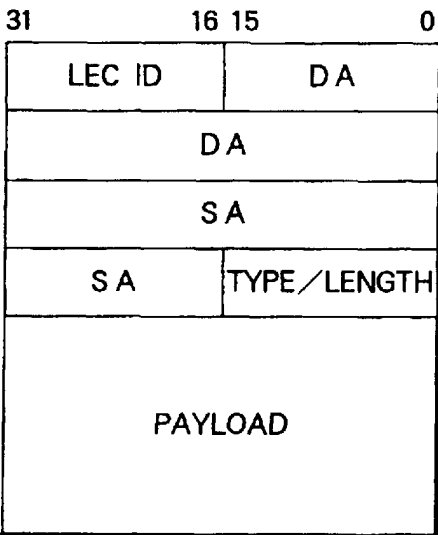 31 16 15 0
LEC ID DA
DA
SA
SA TYPE/LENGTH
PAYLOAD